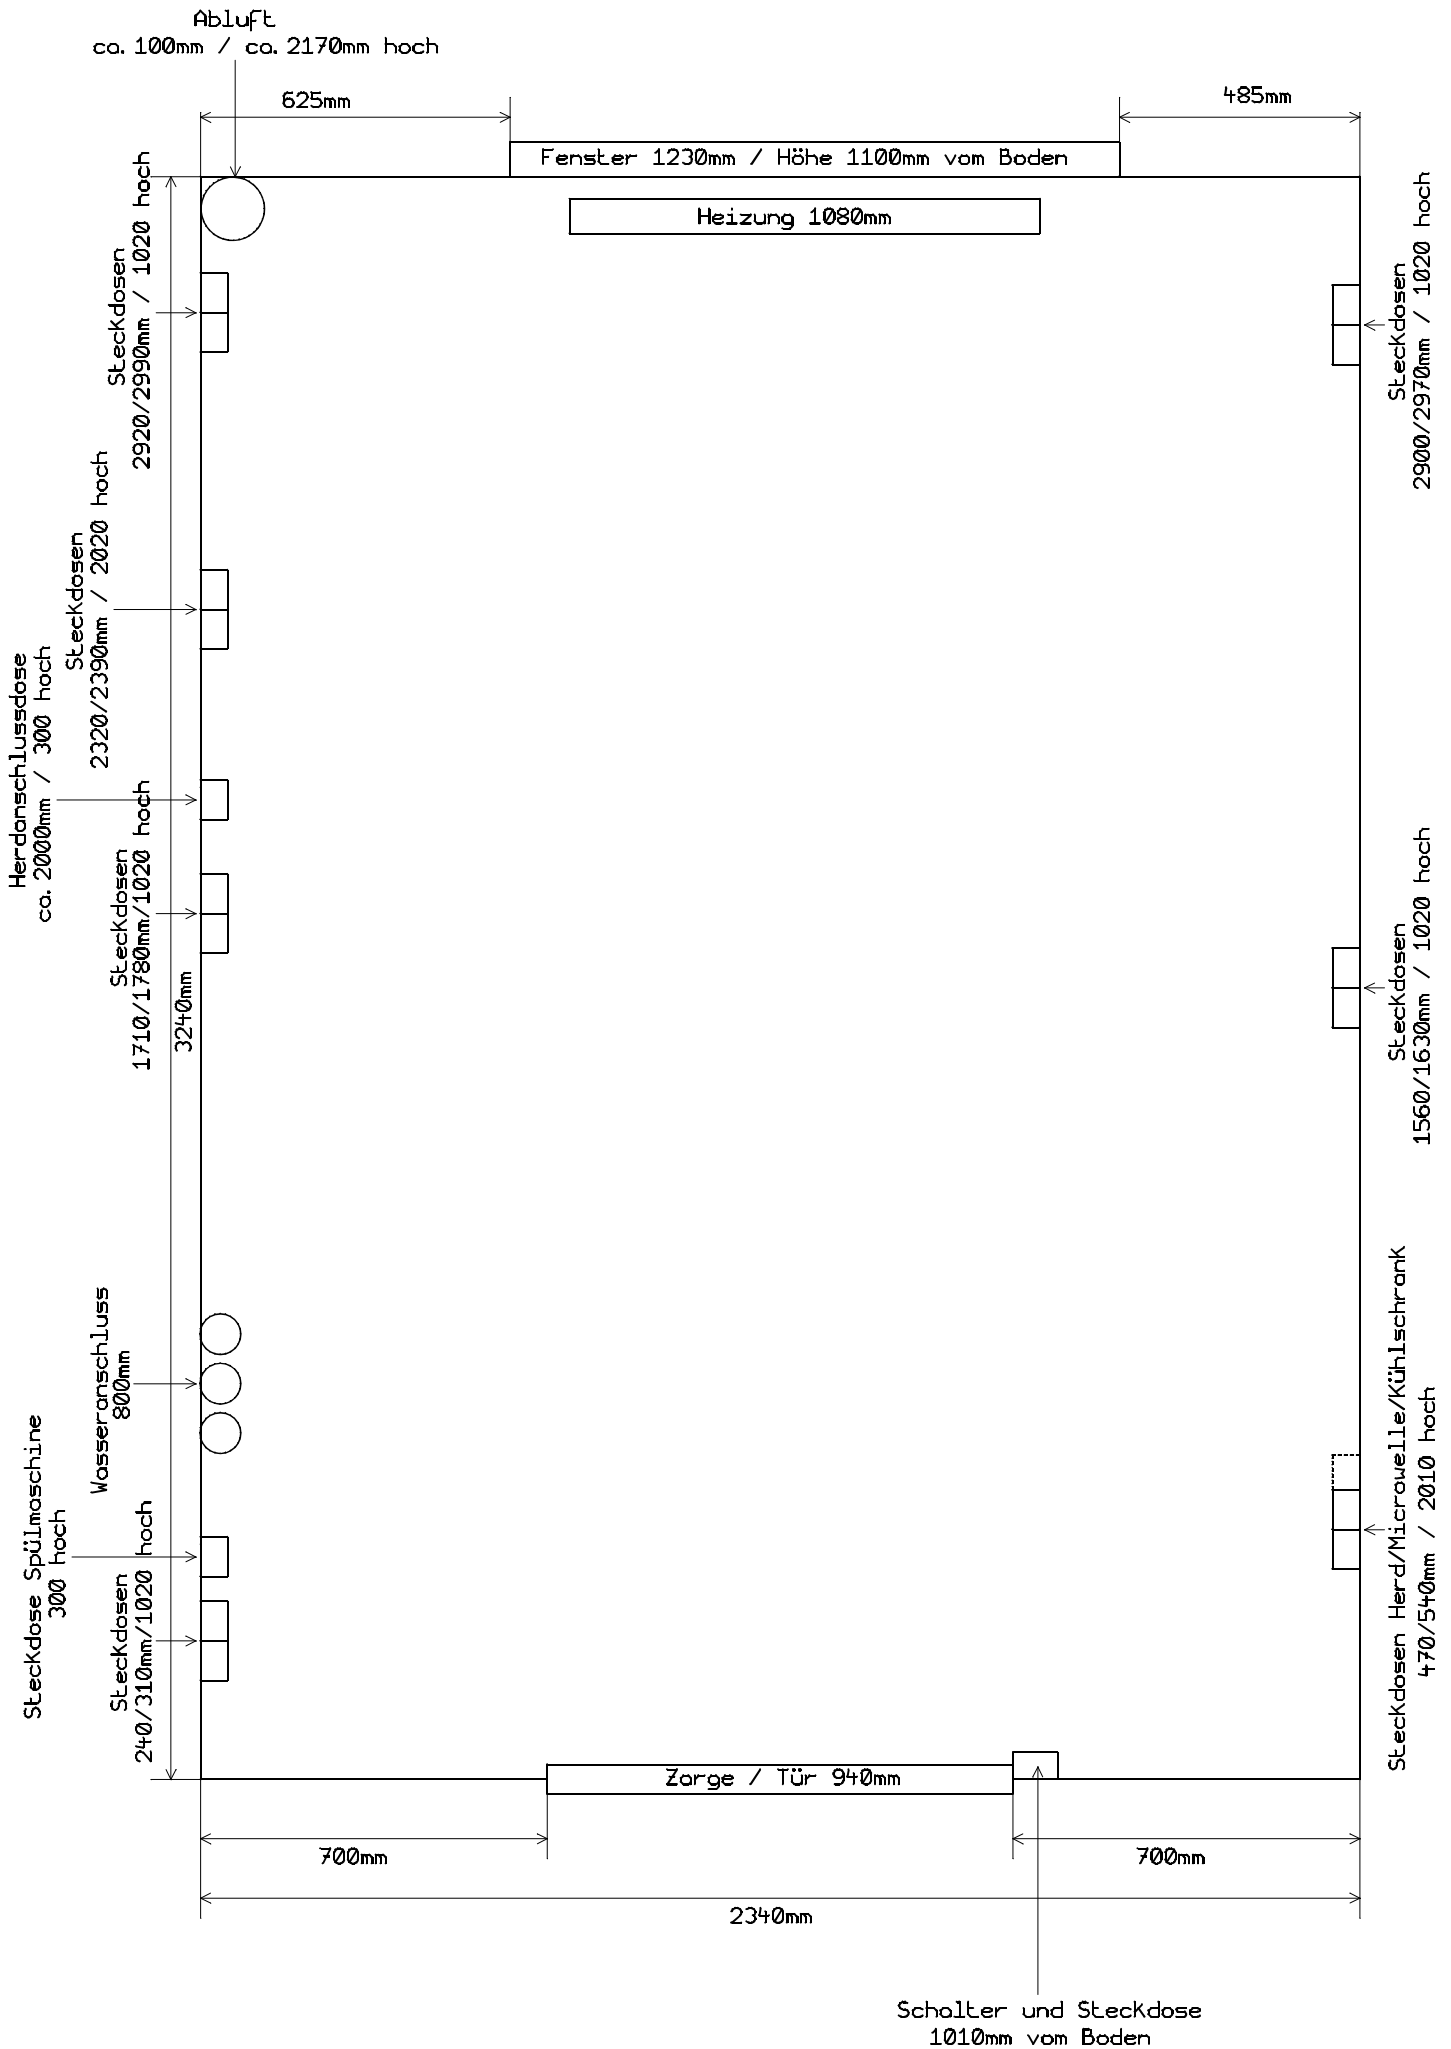 Abluft
ca. 100mm / ca. 2170mm hoch
625mm
485mm
Fenster 1230mm / Höhe 1100mm vom Boden
Heizung 1080mm
Steckdosen
2920/2990mm / 1020 hoch
Steckdosen
2900/2970mm / 1020 hoch
Steckdosen
2320/2390mm / 2020 hoch
Herdanschlussdose
ca. 2000mm / 300 hoch
Steckdosen
1710/1780mm/1020 hoch
3240mm
Steckdosen
1560/1630mm / 1020 hoch
Wasseranschluss
800mm
Steckdose Spülmaschine
300 hoch
Steckdosen
240/310mm/1020 hoch
Steckdosen Herd/Microwelle/Kühlschrank
470/540mm / 2010 hoch
Zarge / Tür 940mm
700mm
700mm
2340mm
Schalter und Steckdose
1010mm vom Boden